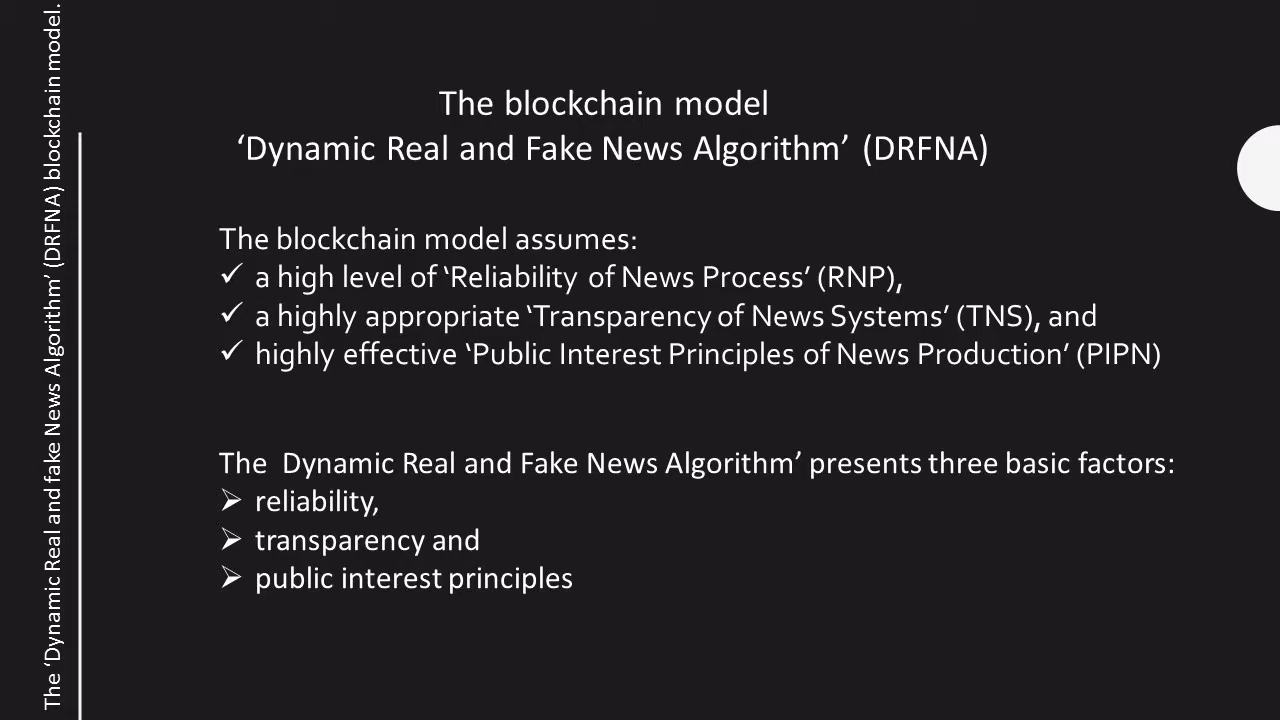 The 'Dynamic Real and fake News Algorithm' (DRFNA) blockchain model.
The blockchain model
‘Dynamic Real and Fake News Algorithm’ (DRFNA)
The blockchain model assumes:
✓ a high level of ‘Reliability of News Process’ (RNP),
✓ a highly appropriate ‘Transparency of News Systems’ (TNS), and
✓ highly effective ‘Public Interest Principles of News Production’ (PIPN)
The Dynamic Real and Fake News Algorithm’ presents three basic factors:
➢ reliability,
➢ transparency and
➢ public interest principles